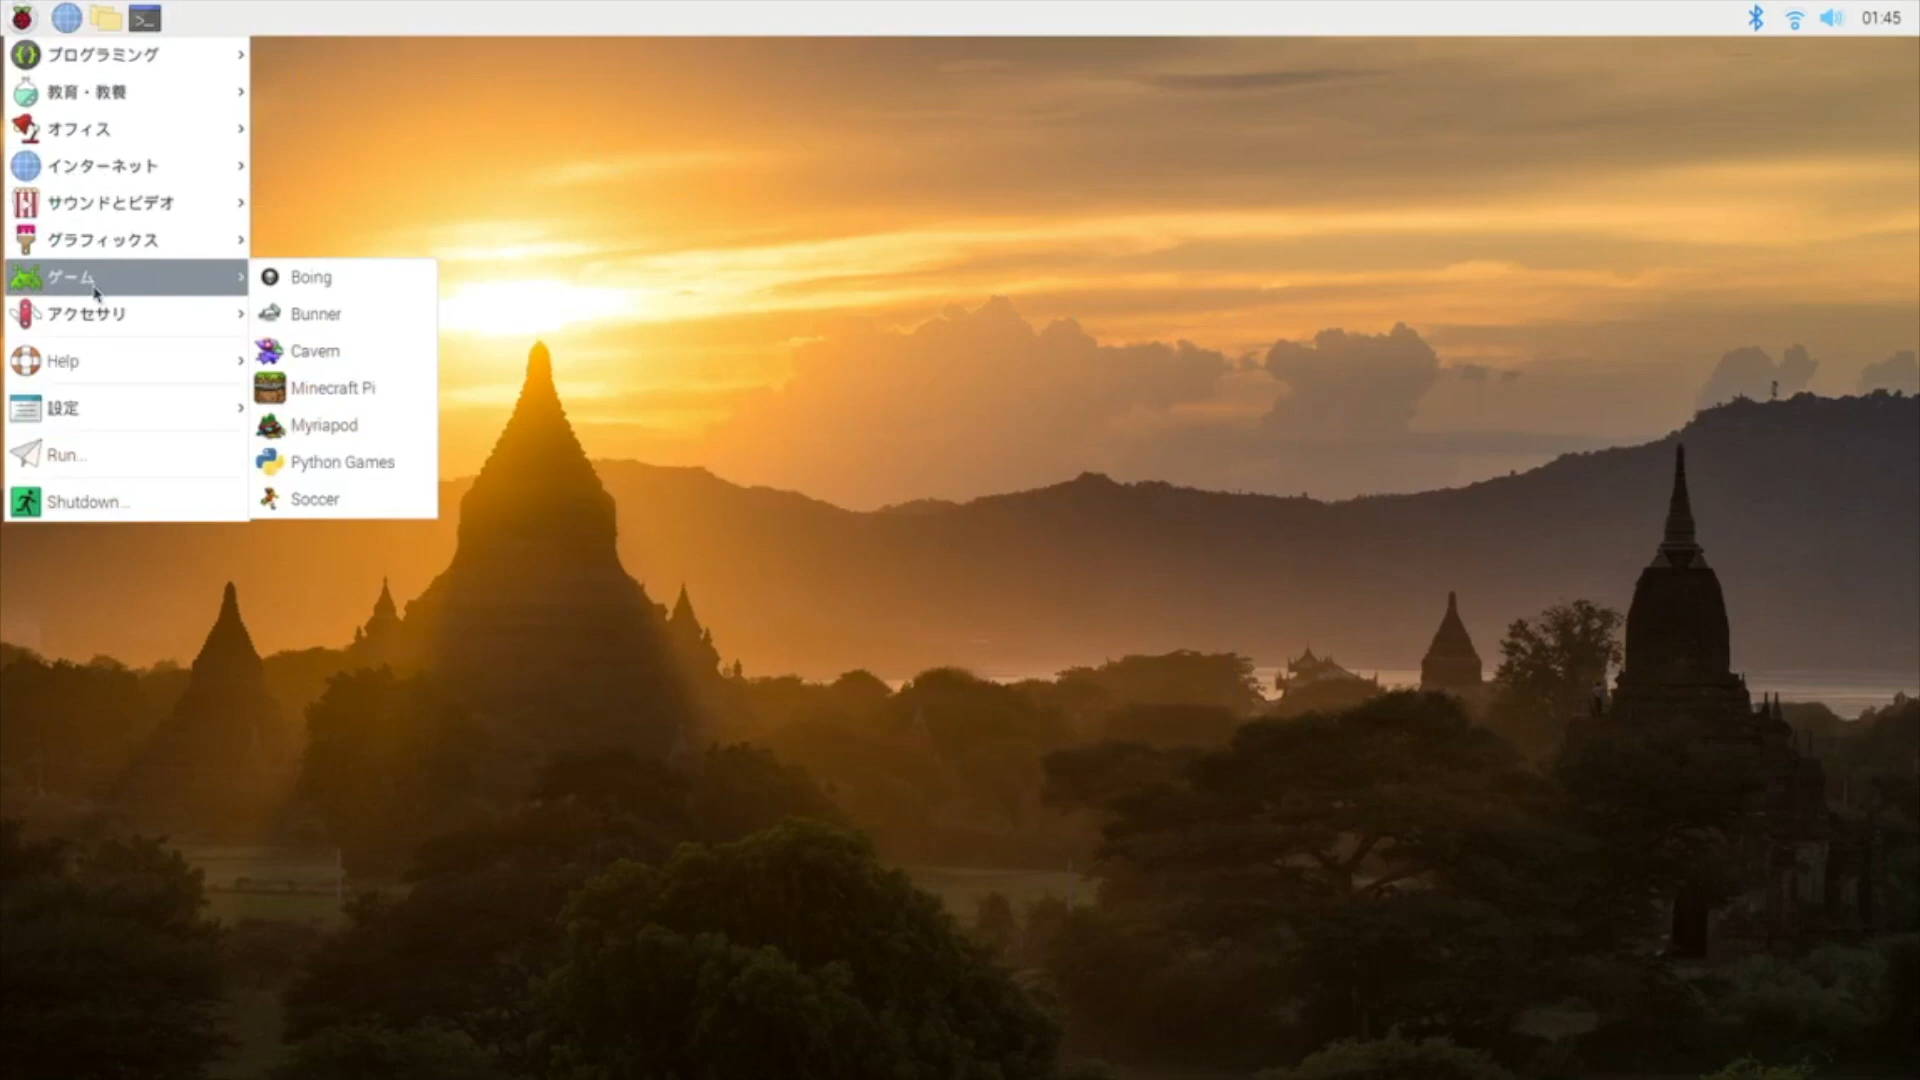 01:45
プログラミング
教育・教養
オフィス
インターネット
サウンドとビデオ
グラフィックス
ゲーム
アクセサリ
Help
設定
Run...
Shutdown...
Boing
Bunner
Cavern
Minecraft Pi
Myriapod
Python Games
Soccer